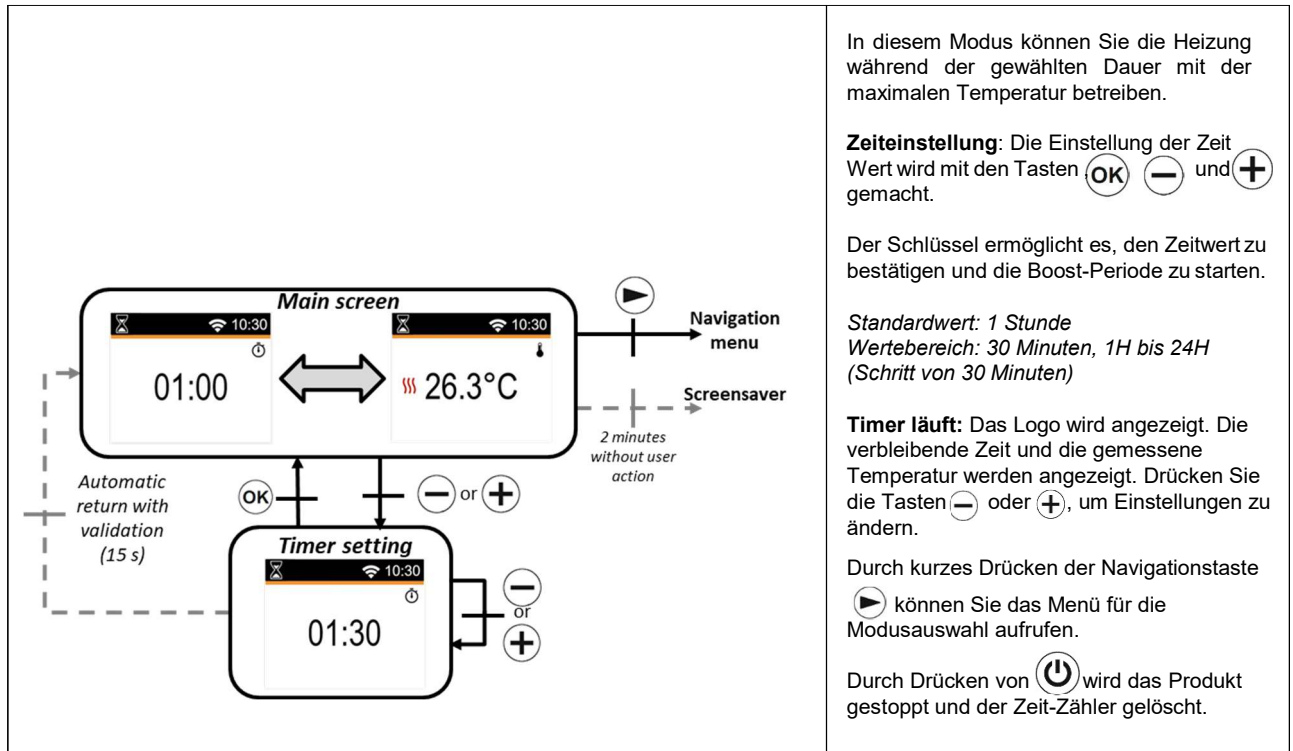 Main screen
10:30
01:00
10:30
26.3°C
Navigation
menu
Screensaver
2 minutes
without user
action
Automatic
return with
validation
(15 s)
OK
or
Timer setting
10:30
01:30
or
In diesem Modus können Sie die Heizung
während der gewählten Dauer mit der
maximalen Temperatur betreiben.
Zeiteinstellung: Die Einstellung der Zeit
Wert wird mit den Tasten , OK und
gemacht.
Der Schlüssel ermöglicht es, den Zeitwert zu
bestätigen und die Boost-Periode zu starten.
Standardwert: 1 Stunde
Wertebereich: 30 Minuten, 1H bis 24H
(Schritt von 30 Minuten)
Timer läuft: Das Logo wird angezeigt. Die
verbleibende Zeit und die gemessene
Temperatur werden angezeigt. Drücken Sie
die Tasten oder , um Einstellungen zu
ändern.
Durch kurzes Drücken der Navigationstaste
können Sie das Menü für die
Modusauswahl aufrufen.
Durch Drücken von wird das Produkt
gestoppt und der Zeit-Zähler gelöscht.